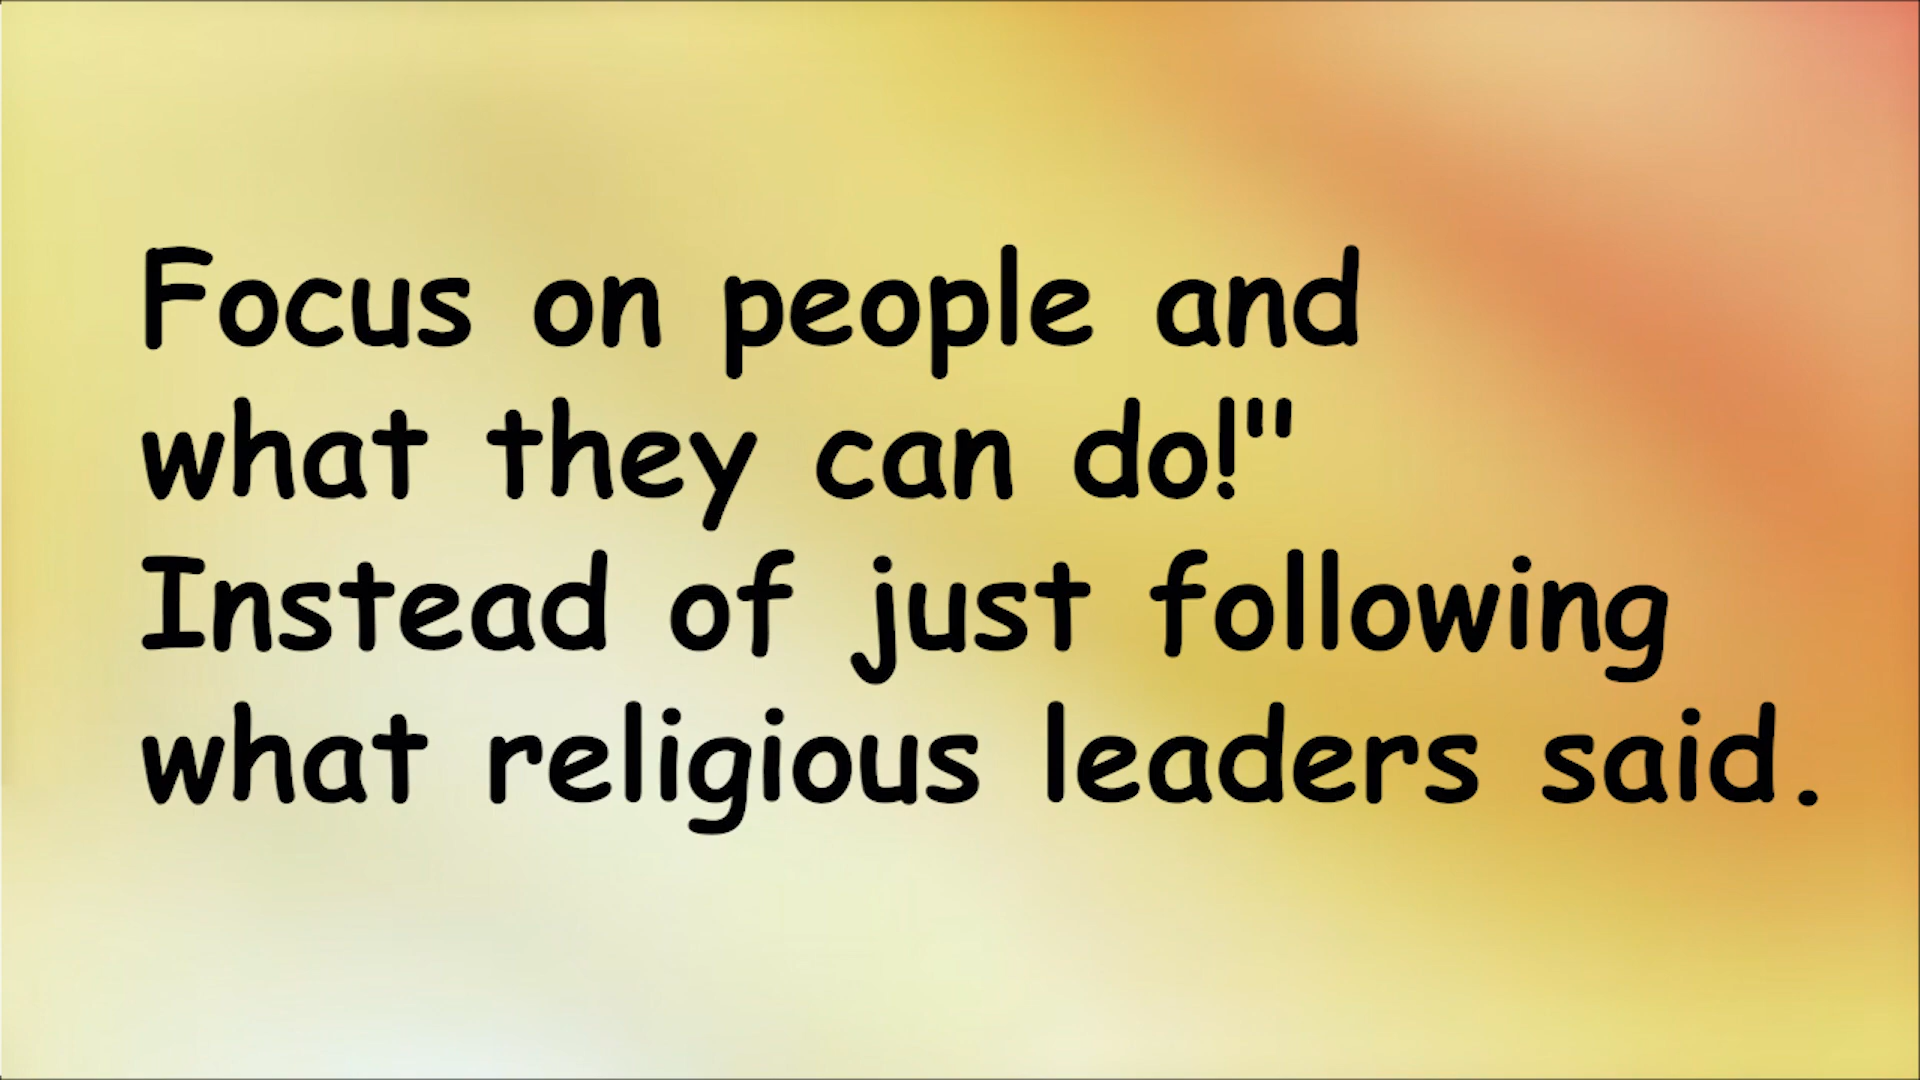 Focus on people and
what they can do!"
Instead of just following
what religious leaders said.